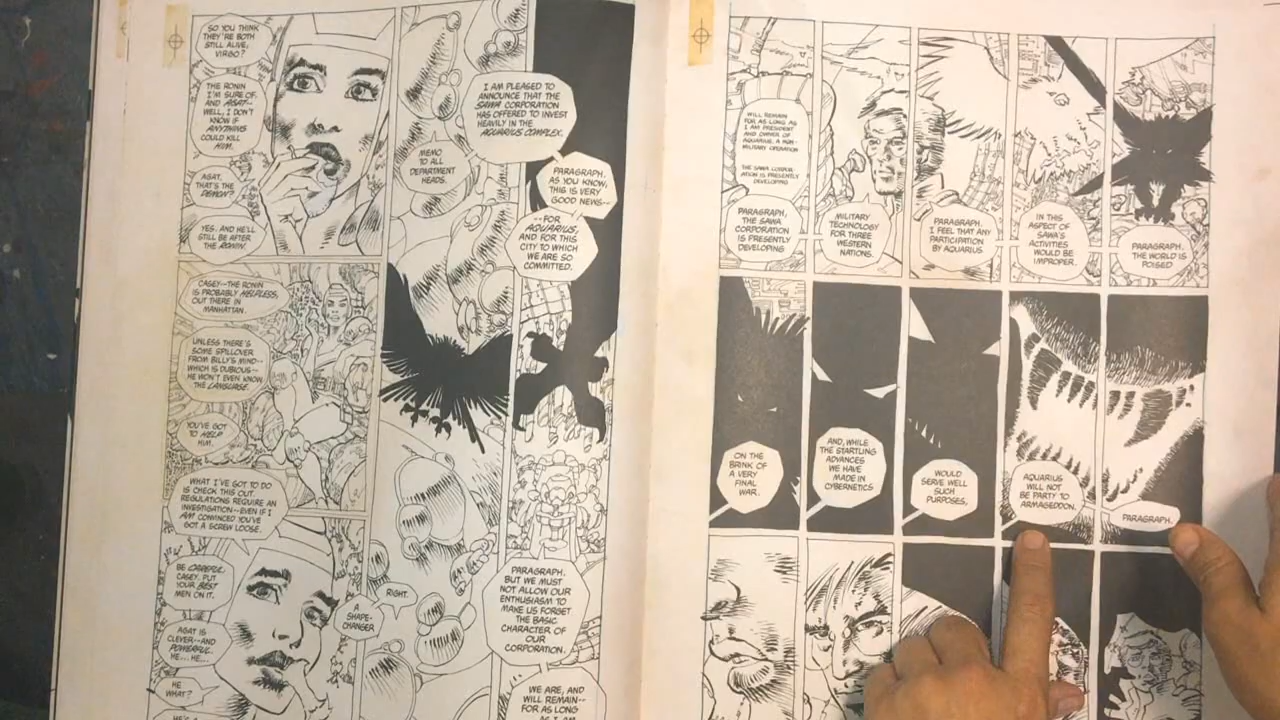 SO YOU THINK
THEY'RE BOTH
STILL ALIVE,
VIRGO?
THE RONIN
I'M SURE OF.
AND AGAT--
WELL, I DON'T
KNOW IF
ANYTHING
COULD KILL
HIM.
AGAT,
THAT'S THE
DEMON?
YES. AND HE'LL
STILL BE AFTER
THE RONIN.
MEMO
TO ALL
DEPARTMENT
HEADS.
I AM PLEASED TO
ANNOUNCE THAT THE
SAWA CORPORATION
HAS OFFERED TO INVEST
HEAVILY IN THE
AQUARIUS COMPLEX.
PARAGRAPH.
AS YOU KNOW,
THIS IS VERY
GOOD NEWS--
--FOR
AQUARIUS,
AND FOR THIS
CITY TO WHICH
WE ARE SO
COMMITTED.
CASEY--THE RONIN
IS PROBABLY HELPLESS,
OUT THERE IN
MANHATTAN.
UNLESS THERE'S
SOME SPILLOVER
FROM BILLY'S MIND--
WHICH IS DUBIOUS--
HE WON'T EVEN KNOW
THE LANGUAGE.
YOU'VE GOT
TO HELP
HIM.
WHAT I'VE GOT TO DO
IS CHECK THIS OUT.
REGULATIONS REQUIRE AN
INVESTIGATION--EVEN IF I
AM CONVINCED YOU'VE
GOT A SCREW LOOSE.
BE CAREFUL,
CASEY. PUT
YOUR BEST
MEN ON IT.
AGAT IS
CLEVER--AND
POWERFUL.
HE... HE...
HE
WHAT?
HE'S A
A
SHAPE-
CHANGER
RIGHT.
PARAGRAPH.
BUT WE MUST
NOT ALLOW OUR
ENTHUSIASM TO
MAKE US FORGET
THE BASIC
CHARACTER OF
OUR
CORPORATION.
WE ARE, AND
WILL REMAIN--
FOR AS LONG
AS I AM
WILL REMAIN
FOR AS LONG AS
I AM PRESIDENT
AND OWNER OF
AQUARIUS, A NON-
MILITARY OPERATION
THE SAWA CORPOR-
ATION IS PRESENTLY
DEVELOPING
PARAGRAPH.
THE SAWA
CORPORATION
IS PRESENTLY
DEVELOPING
MILITARY
TECHNOLOGY
FOR THREE
WESTERN
NATIONS.
PARAGRAPH.
I FEEL THAT ANY
PARTICIPATION
BY AQUARIUS
IN THIS
ASPECT OF
SAWA'S
ACTIVITIES
WOULD BE
IMPROPER.
PARAGRAPH.
THE WORLD IS
POISED
ON THE
BRINK OF
A VERY
FINAL
WAR.
AND, WHILE
THE STARTLING
ADVANCES
WE HAVE
MADE IN
CYBERNETICS
WOULD
SERVE WELL
SUCH
PURPOSES,
AQUARIUS
WILL NOT
BE PARTY TO
ARMAGEDDON.
PARAGRAPH.